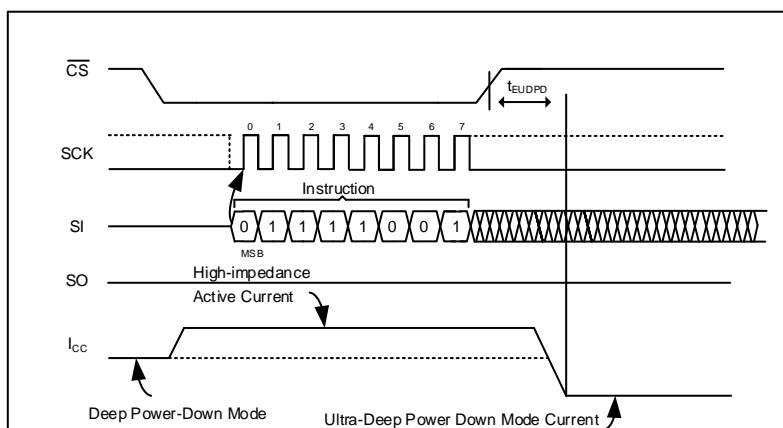 CS
tEUDPD
0 1 2 3 4 5 6 7
SCK
Instruction
SI
0 1 1 1 1 0 0 1
MSB
High-impedance
SO
Active Current
ICC
Deep Power-Down Mode
Ultra-Deep Power Down Mode Current